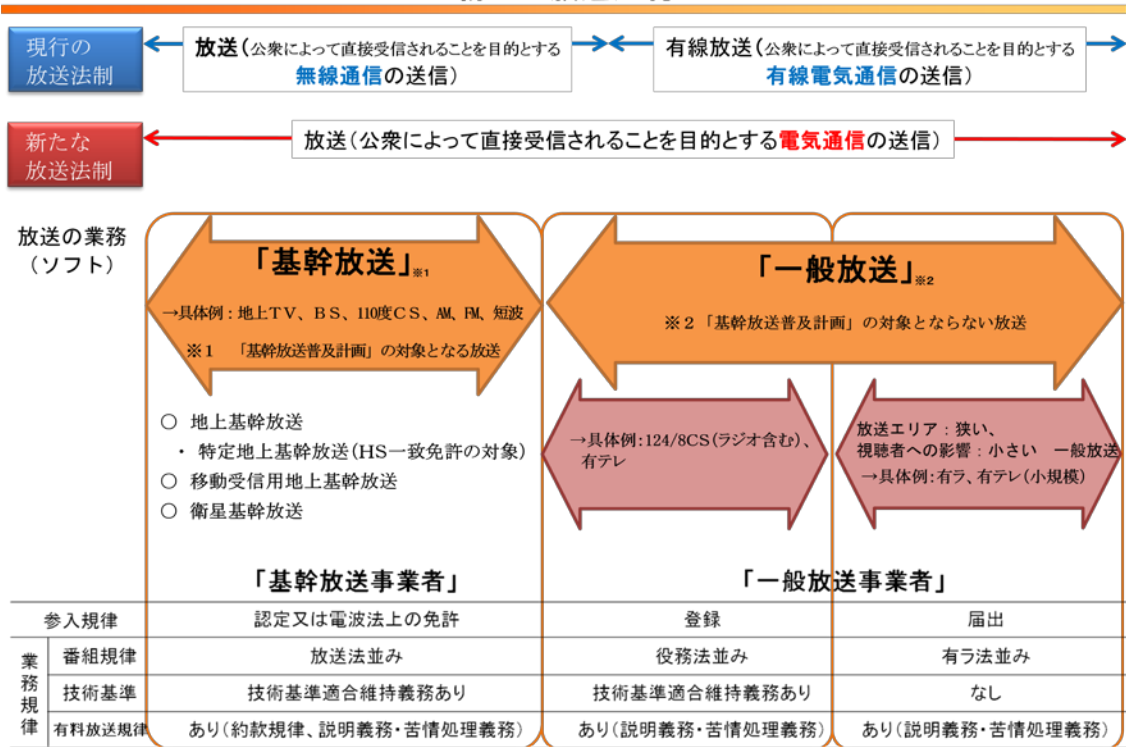 現行の
放送法制
放送(公衆によって直接受信されることを目的とする
無線通信の送信)
有線放送(公衆によって直接受信されることを目的とする
有線電気通信の送信)
新たな
放送法制
放送(公衆によって直接受信されることを目的とする電気通信の送信)
放送の業務
(ソフト)
「基幹放送」※1
→具体例:地上TV、BS、110度CS、AM、FM、短波
※1 「基幹放送普及計画」の対象となる放送
「一般放送」※2
※2「基幹放送普及計画」の対象とならない放送
○ 地上基幹放送
・ 特定地上基幹放送(HS一致免許の対象)
○ 移動受信用地上基幹放送
○ 衛星基幹放送
→具体例:124/8CS(ラジオ含む)、
有テレ
放送エリア:狭い、
視聴者への影響:小さい 一般放送
→具体例:有ラ、有テレ(小規模)
「基幹放送事業者」
「一般放送事業者」
参入規律 認定又は電波法上の免許 登録 届出
業務規律
番組規律 放送法並み 役務法並み 有ラ法並み
技術基準 技術基準適合維持義務あり 技術基準適合維持義務あり なし
有料放送規律 あり(約款規律、説明義務・苦情処理義務) あり(説明義務・苦情処理義務) あり(説明義務・苦情処理義務)